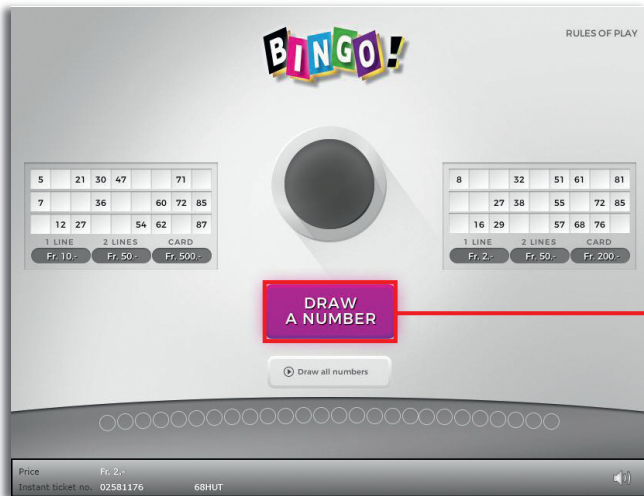 BINGO!
RULES OF PLAY
5 21 30 47 71
7 36 60 72 85
12 27 54 62 87
1 LINE 2 LINES CARD
Fr. 10.- Fr. 50.- Fr. 500.-
8 32 51 61 81
27 38 55 72 85
16 29 57 68 76
1 LINE 2 LINES CARD
Fr. 2.- Fr. 50.- Fr. 200.-
DRAW
A NUMBER
Draw all numbers
Price Fr. 2.-
Instant ticket no. 02581176 68HUT